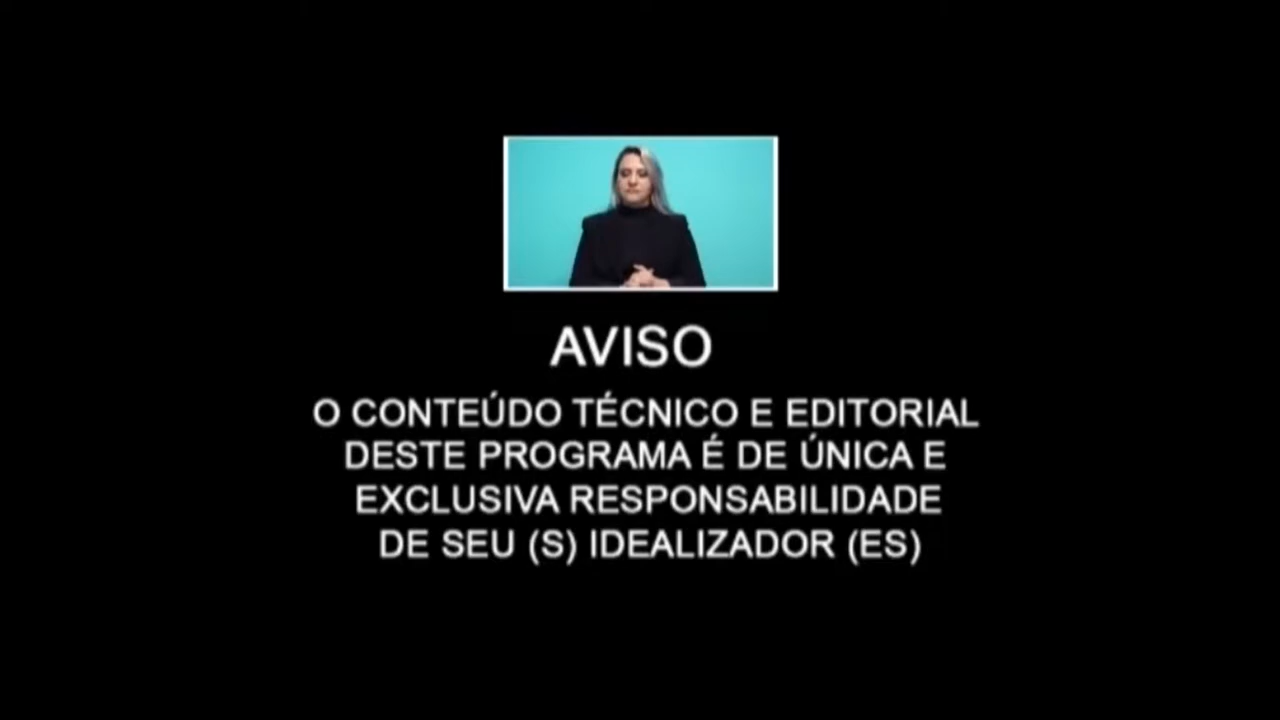 AVISO
O CONTEÚDO TÉCNICO E EDITORIAL
DESTE PROGRAMA É DE ÚNICA E
EXCLUSIVA RESPONSABILIDADE
DE SEU (S) IDEALIZADOR (ES)